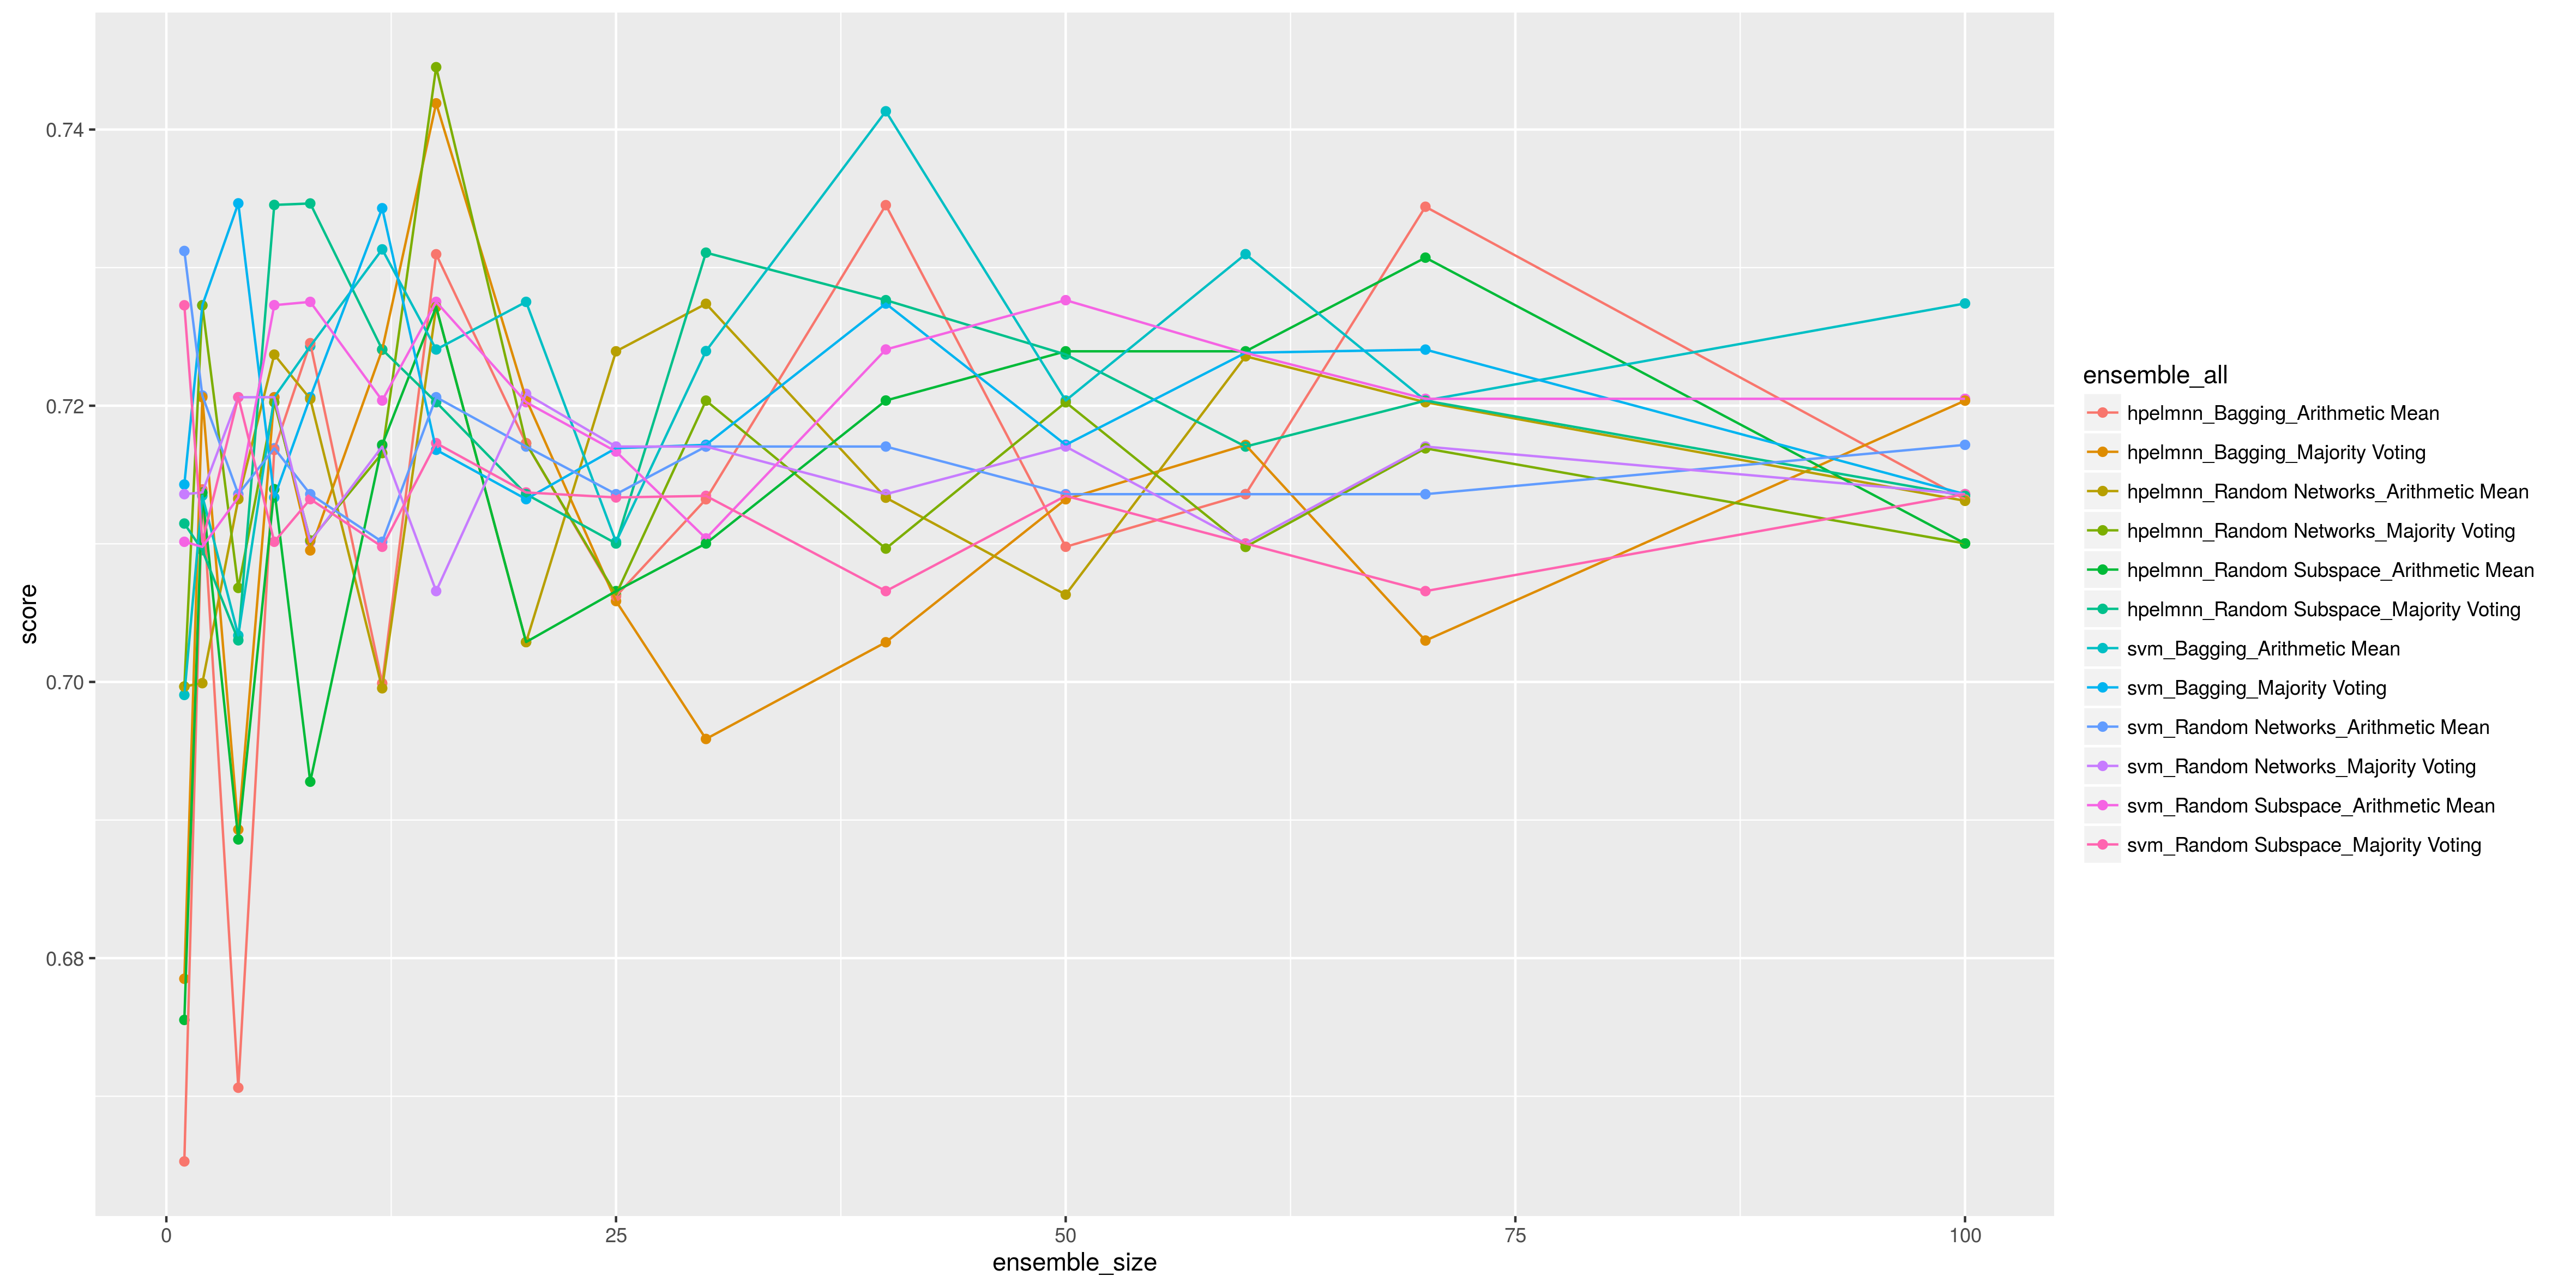 0.74
0.72
0.70
0.68
score
0
25
50
75
100
ensemble_size
ensemble_all
hpelmnn_Bagging_Arithmetic Mean
hpelmnn_Bagging_Majority Voting
hpelmnn_Random Networks_Arithmetic Mean
hpelmnn_Random Networks_Majority Voting
hpelmnn_Random Subspace_Arithmetic Mean
hpelmnn_Random Subspace_Majority Voting
svm_Bagging_Arithmetic Mean
svm_Bagging_Majority Voting
svm_Random Networks_Arithmetic Mean
svm_Random Networks_Majority Voting
svm_Random Subspace_Arithmetic Mean
svm_Random Subspace_Majority Voting